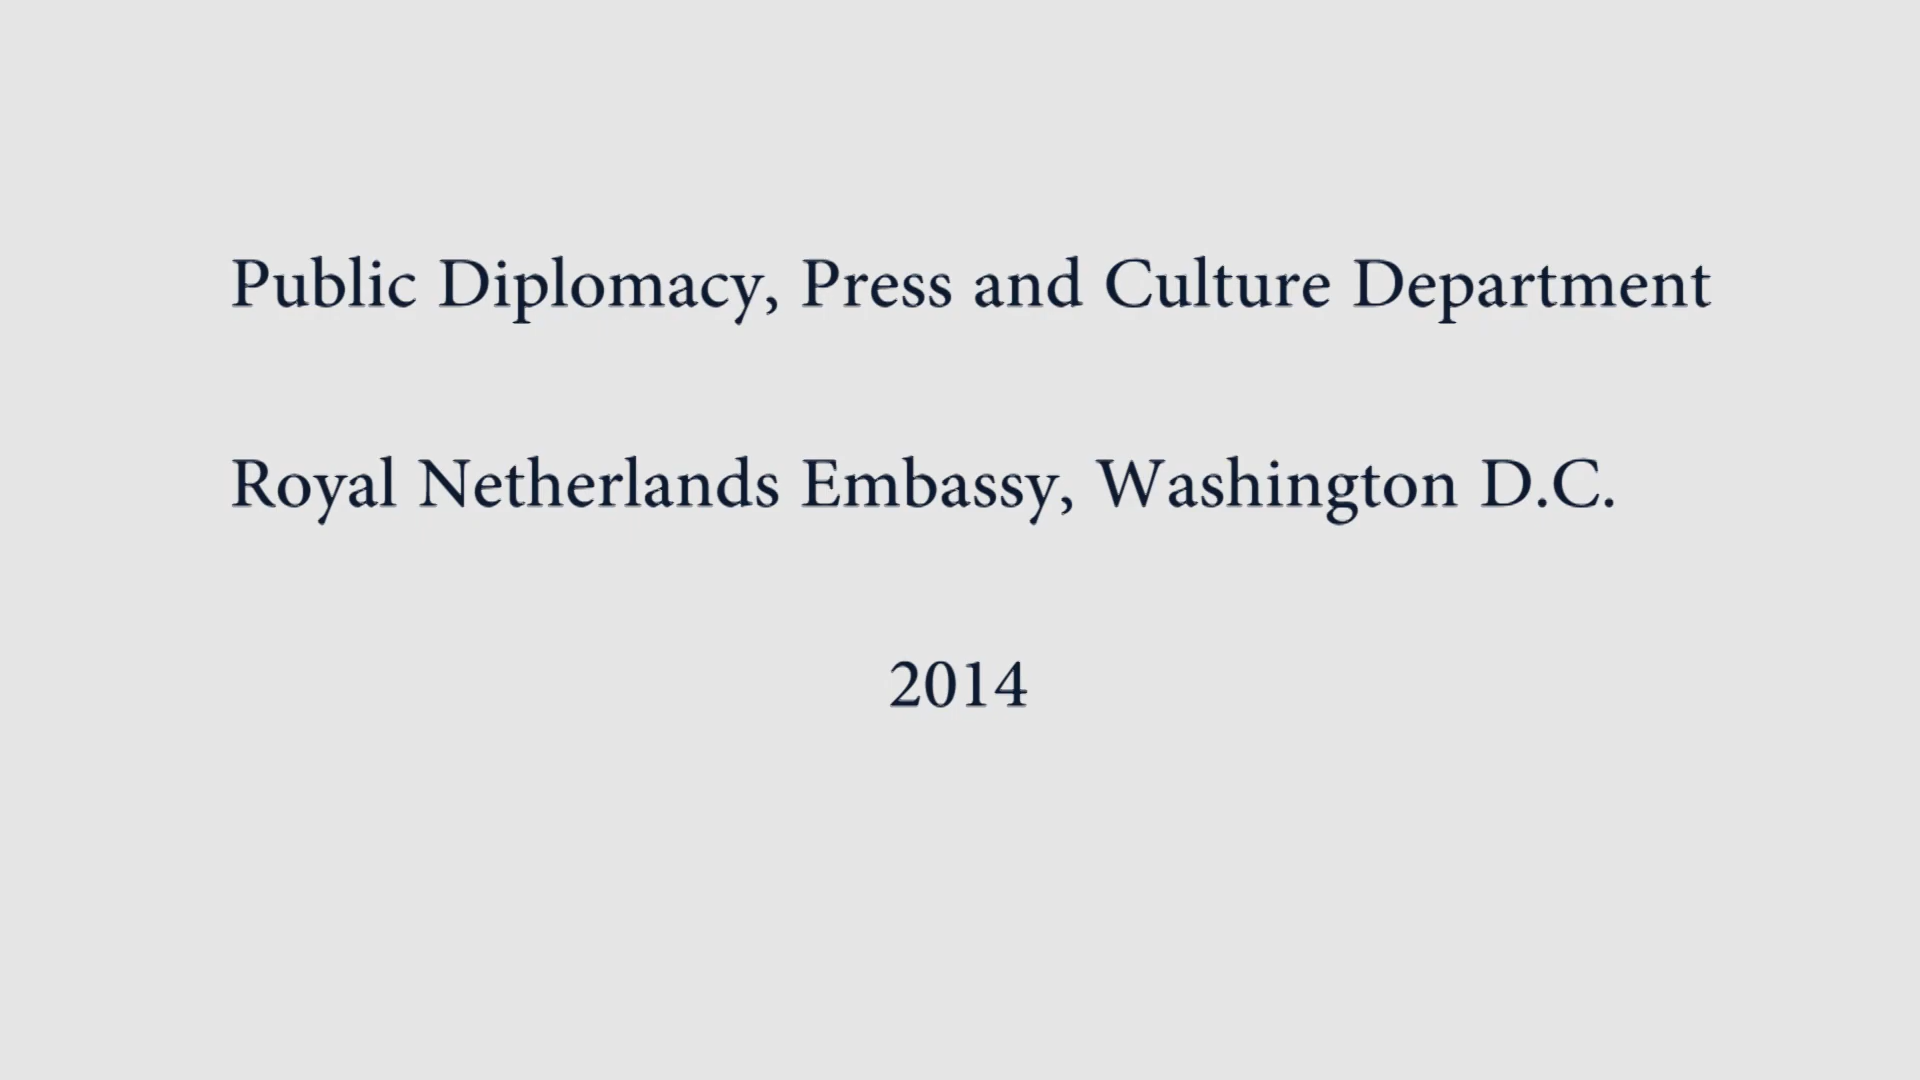 Public Diplomacy, Press and Culture Department
Royal Netherlands Embassy, Washington D.C.
2014